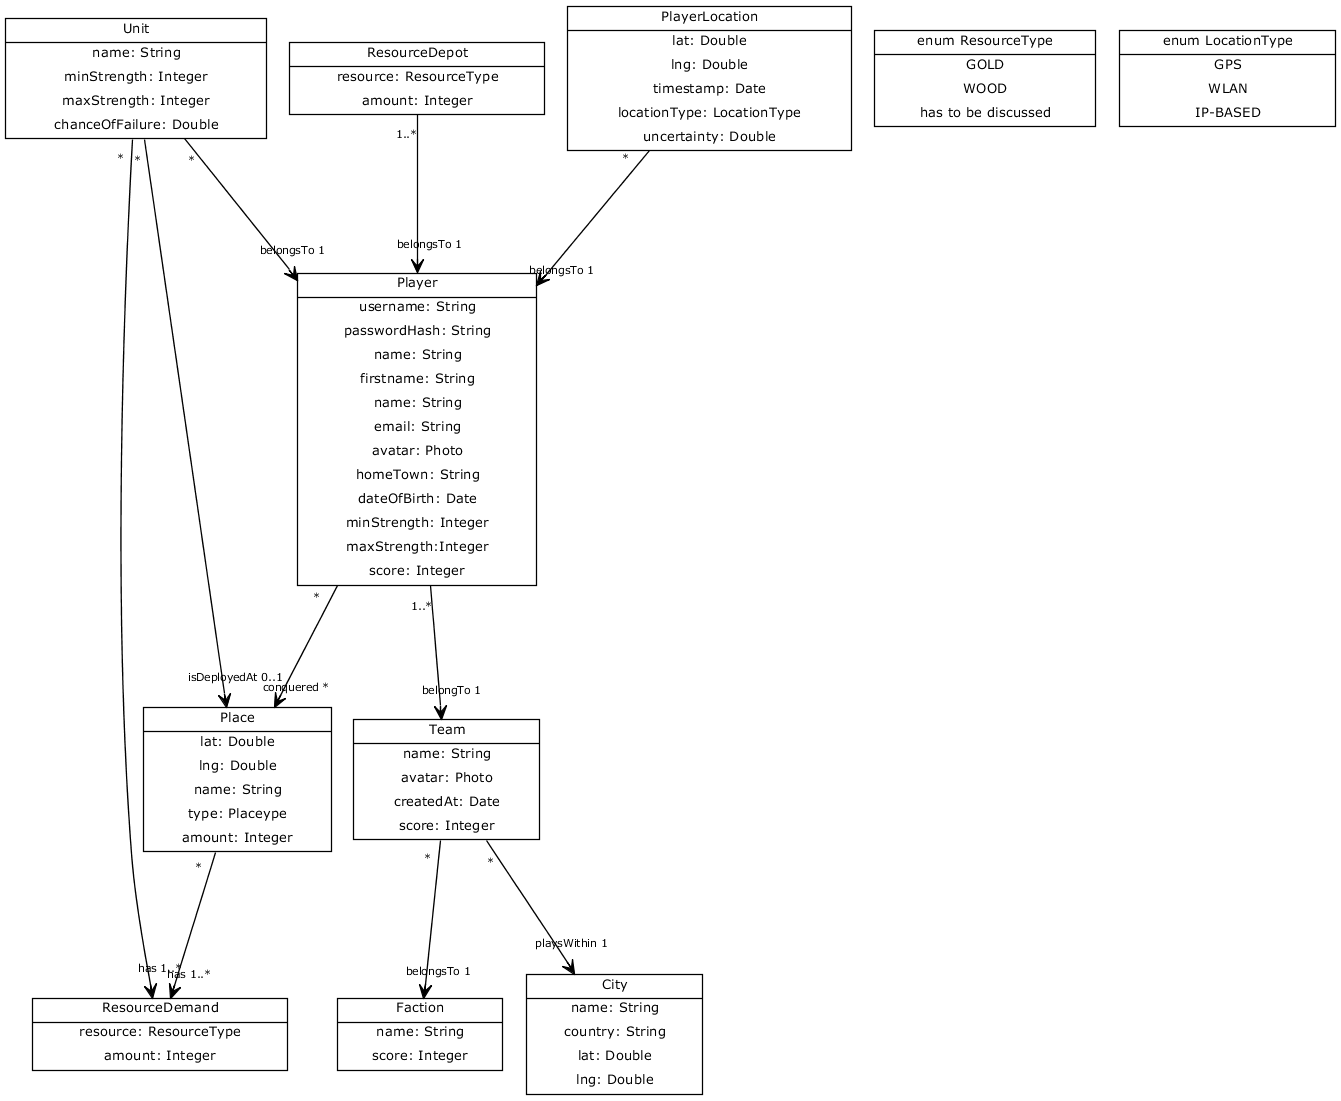 Unit
name: String
minStrength: Integer
maxStrength: Integer
chanceOfFailure: Double
ResourceDepot
resource: ResourceType
amount: Integer
PlayerLocation
lat: Double
lng: Double
timestamp: Date
locationType: LocationType
uncertainty: Double
enum ResourceType
GOLD
WOOD
has to be discussed
enum LocationType
GPS
WLAN
IP-BASED
*
*
*
1..*
*
belongsTo 1
belongsTo 1
belongsTo 1
Player
username: String
passwordHash: String
name: String
firstname: String
name: String
email: String
avatar: Photo
homeTown: String
dateOfBirth: Date
minStrength: Integer
maxStrength:Integer
score: Integer
*
1..*
isDeployedAt 0..1
conquered *
belongTo 1
Place
lat: Double
lng: Double
name: String
type: Placeype
amount: Integer
Team
name: String
avatar: Photo
createdAt: Date
score: Integer
*
*
*
has 1..*
has 1..*
belongsTo 1
playsWithin 1
ResourceDemand
resource: ResourceType
amount: Integer
Faction
name: String
score: Integer
City
name: String
country: String
lat: Double
lng: Double